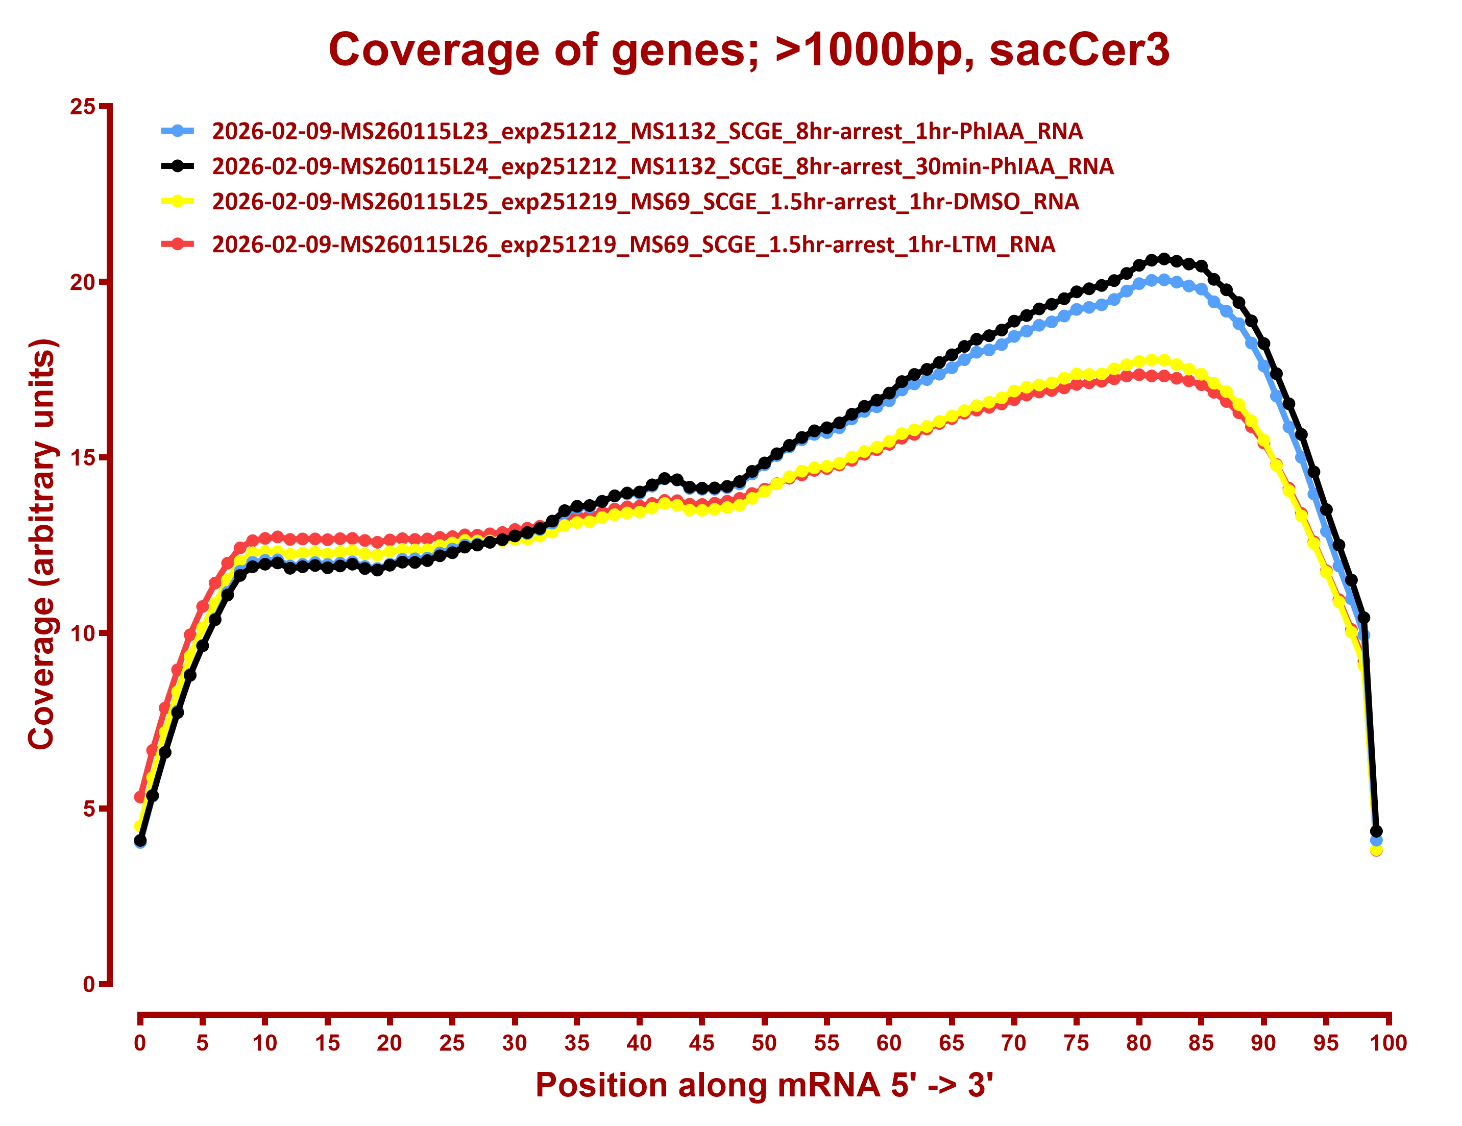 Coverage of genes; >1000bp, sacCer3
25
2026-02-09-MS260115L23_exp251212_MS1132_SCGE_8hr-arrest_1hr-PhIAA_RNA
2026-02-09-MS260115L24_exp251212_MS1132_SCGE_8hr-arrest_30min-PhIAA_RNA
2026-02-09-MS260115L25_exp251219_MS69_SCGE_1.5hr-arrest_1hr-DMSO_RNA
2026-02-09-MS260115L26_exp251219_MS69_SCGE_1.5hr-arrest_1hr-LTM_RNA
20
15
10
5
0
Coverage (arbitrary units)
0 5 10 15 20 25 30 35 40 45 50 55 60 65 70 75 80 85 90 95 100
Position along mRNA 5' -> 3'